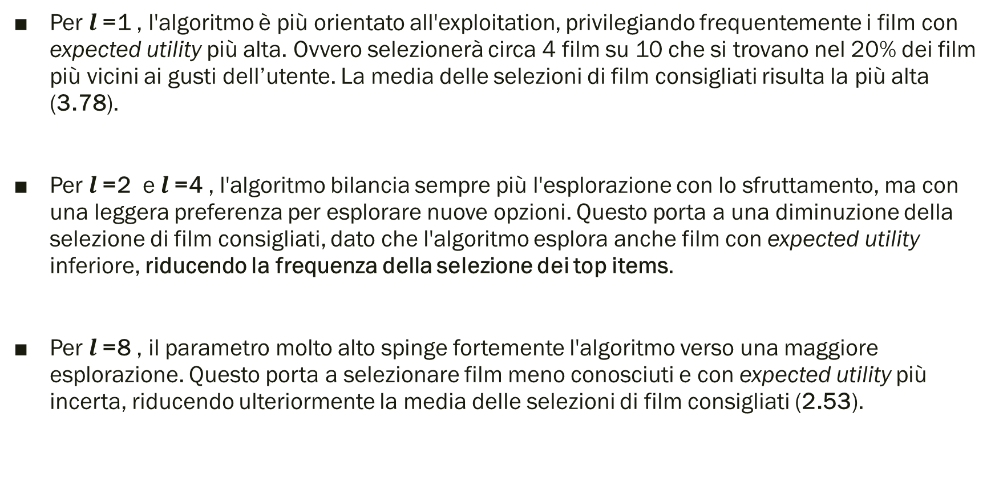 ▪ Per l =1 , l'algoritmo è più orientato all'exploitation, privilegiando frequentemente i film con
expected utility più alta. Ovvero selezionerà circa 4 film su 10 che si trovano nel 20% dei film
più vicini ai gusti dell’utente. La media delle selezioni di film consigliati risulta la più alta
(3.78).
▪ Per l =2 e l =4 , l'algoritmo bilancia sempre più l'esplorazione con lo sfruttamento, ma con
una leggera preferenza per esplorare nuove opzioni. Questo porta a una diminuzione della
selezione di film consigliati, dato che l'algoritmo esplora anche film con expected utility
inferiore, riducendo la frequenza della selezione dei top items.
▪ Per l =8 , il parametro molto alto spinge fortemente l'algoritmo verso una maggiore
esplorazione. Questo porta a selezionare film meno conosciuti e con expected utility più
incerta, riducendo ulteriormente la media delle selezioni di film consigliati (2.53).